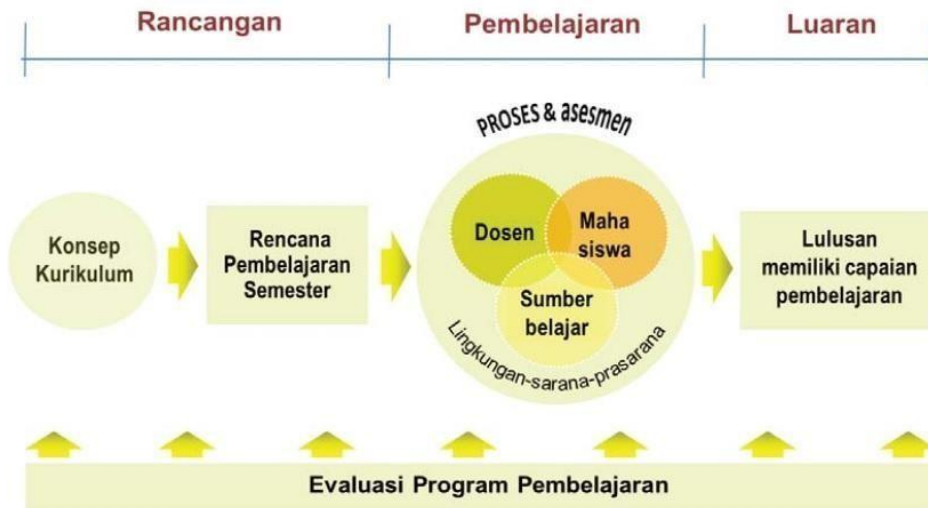 Rancangan
Pembelajaran
Luaran
PROSES & asesmen
Konsep
Kurikulum
Rencana
Pembelajaran
Semester
Dosen
Maha
siswa
Sumber
belajar
Lingkungan-sarana-prasarana
Lulusan
memiliki capaian
pembelajaran
Evaluasi Program Pembelajaran